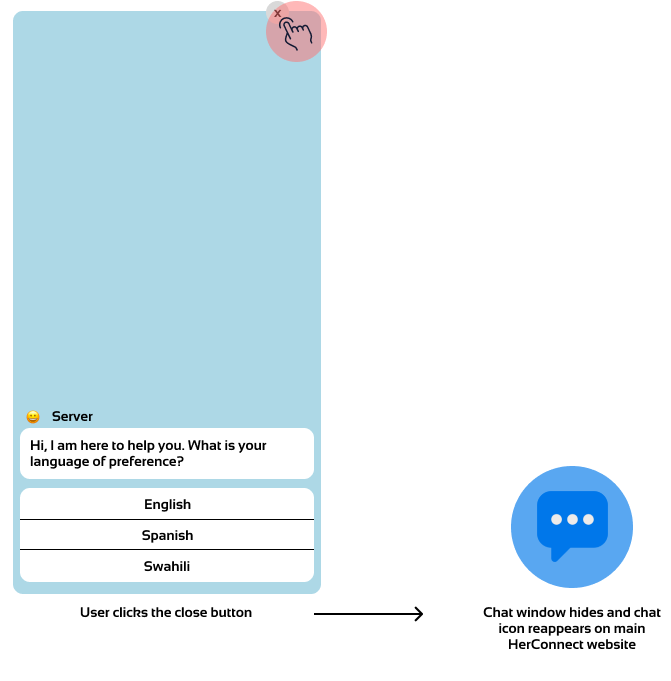 x
Server
Hi, I am here to help you. What is your
language of preference?
English
Spanish
Swahili
User clicks the close button
Chat window hides and chat
icon reappears on main
HerConnect website